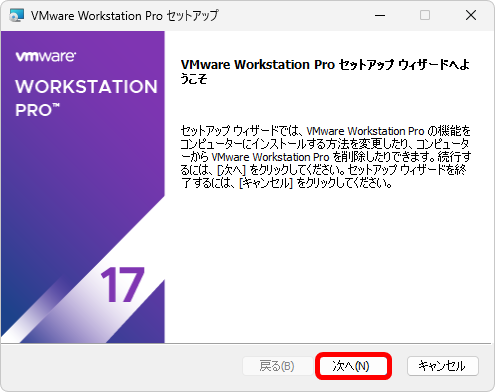 VMware Workstation Pro セットアップ
vmware®
WORKSTATION
PRO™
17
VMware Workstation Pro セットアップ ウィザードへよ
うこそ
セットアップ ウィザードでは、VMware Workstation Pro の機能を
コンピューターにインストールする方法を変更したり、コンピュータ
ーから VMware Workstation Pro を削除したりできます。続行す
るには、[次へ] をクリックしてください。セットアップ ウィザードを終
了するには、[キャンセル] をクリックしてください。
戻る(B)
次へ(N)
キャンセル